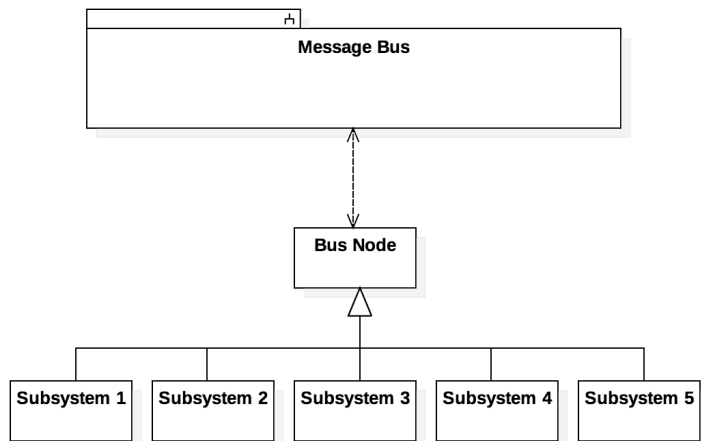 Message Bus
Bus Node
Subsystem 1
Subsystem 2
Subsystem 3
Subsystem 4
Subsystem 5